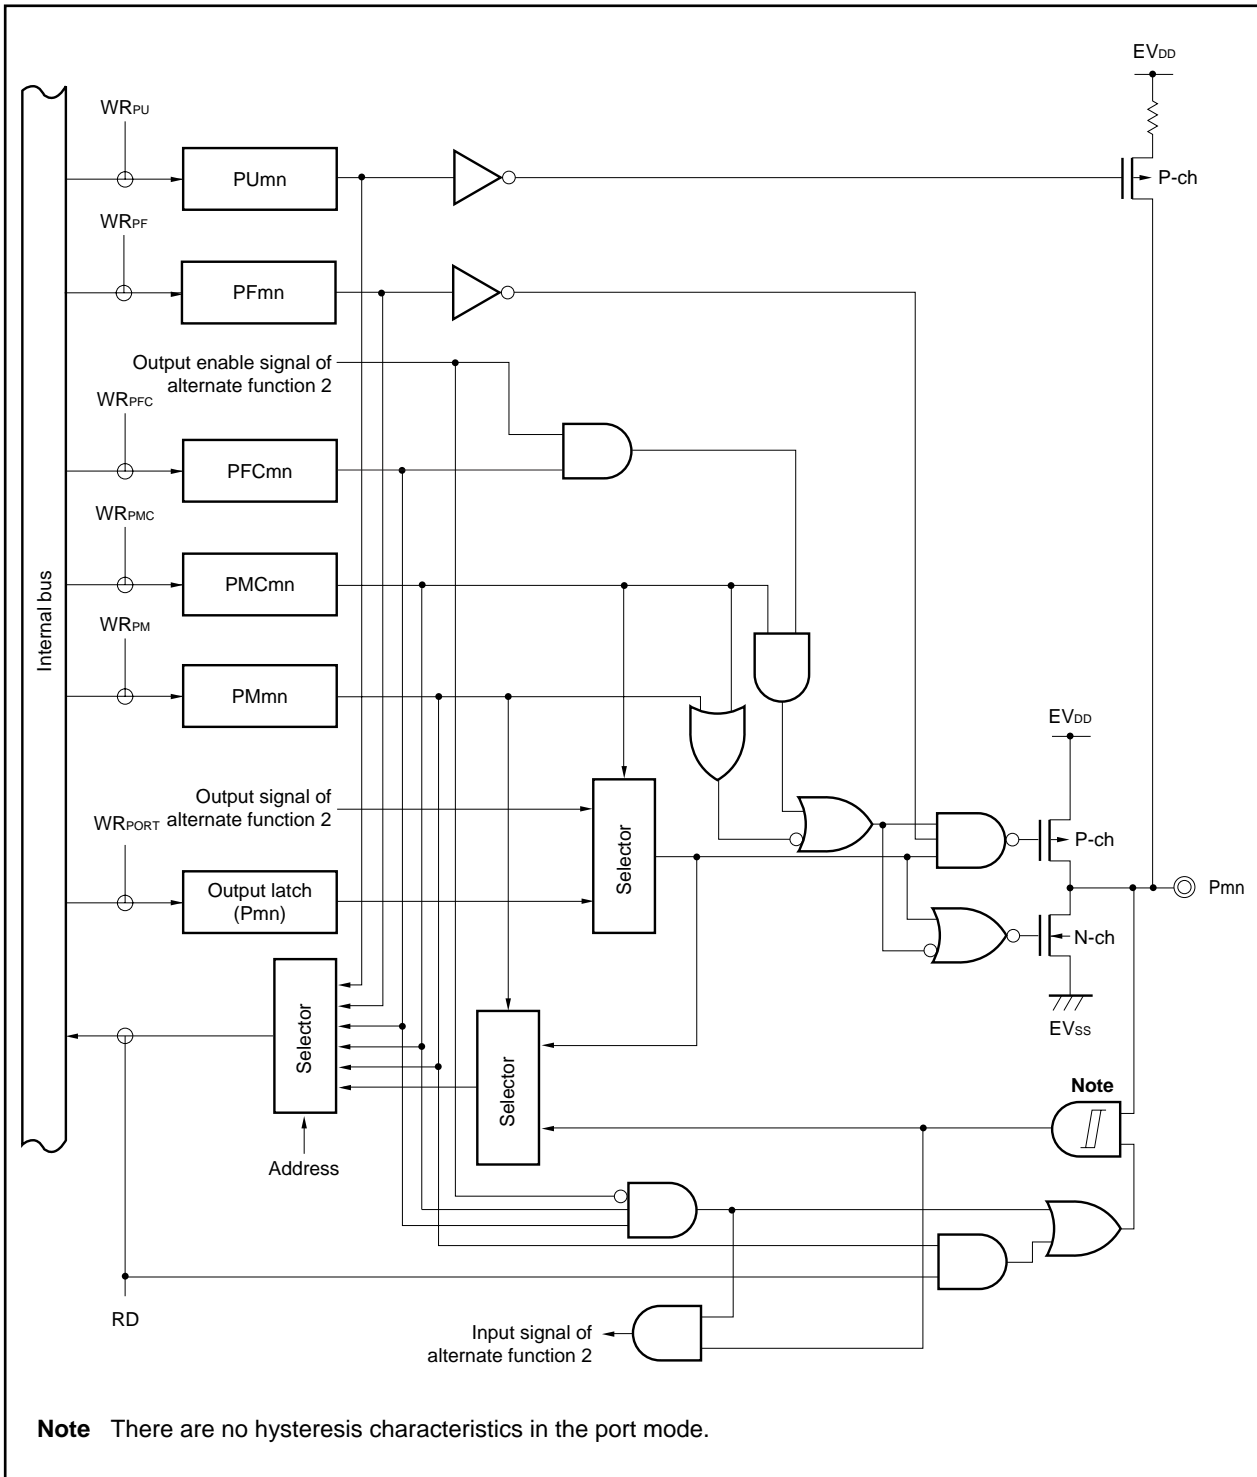 EVDD
WRPU
PUmn
P-ch
WRPF
PFmn
Output enable signal of
alternate function 2
WRPFC
PFCmn
WRPMC
PMCmn
Internal bus
WRPM
PMmn
EVDD
Output signal of
alternate function 2
WRPORT
Selector
P-ch
Output latch
(Pmn)
Pmn
N-ch
EVSS
Selector
Selector
Note
Address
RD
Input signal of
alternate function 2
Note There are no hysteresis characteristics in the port mode.